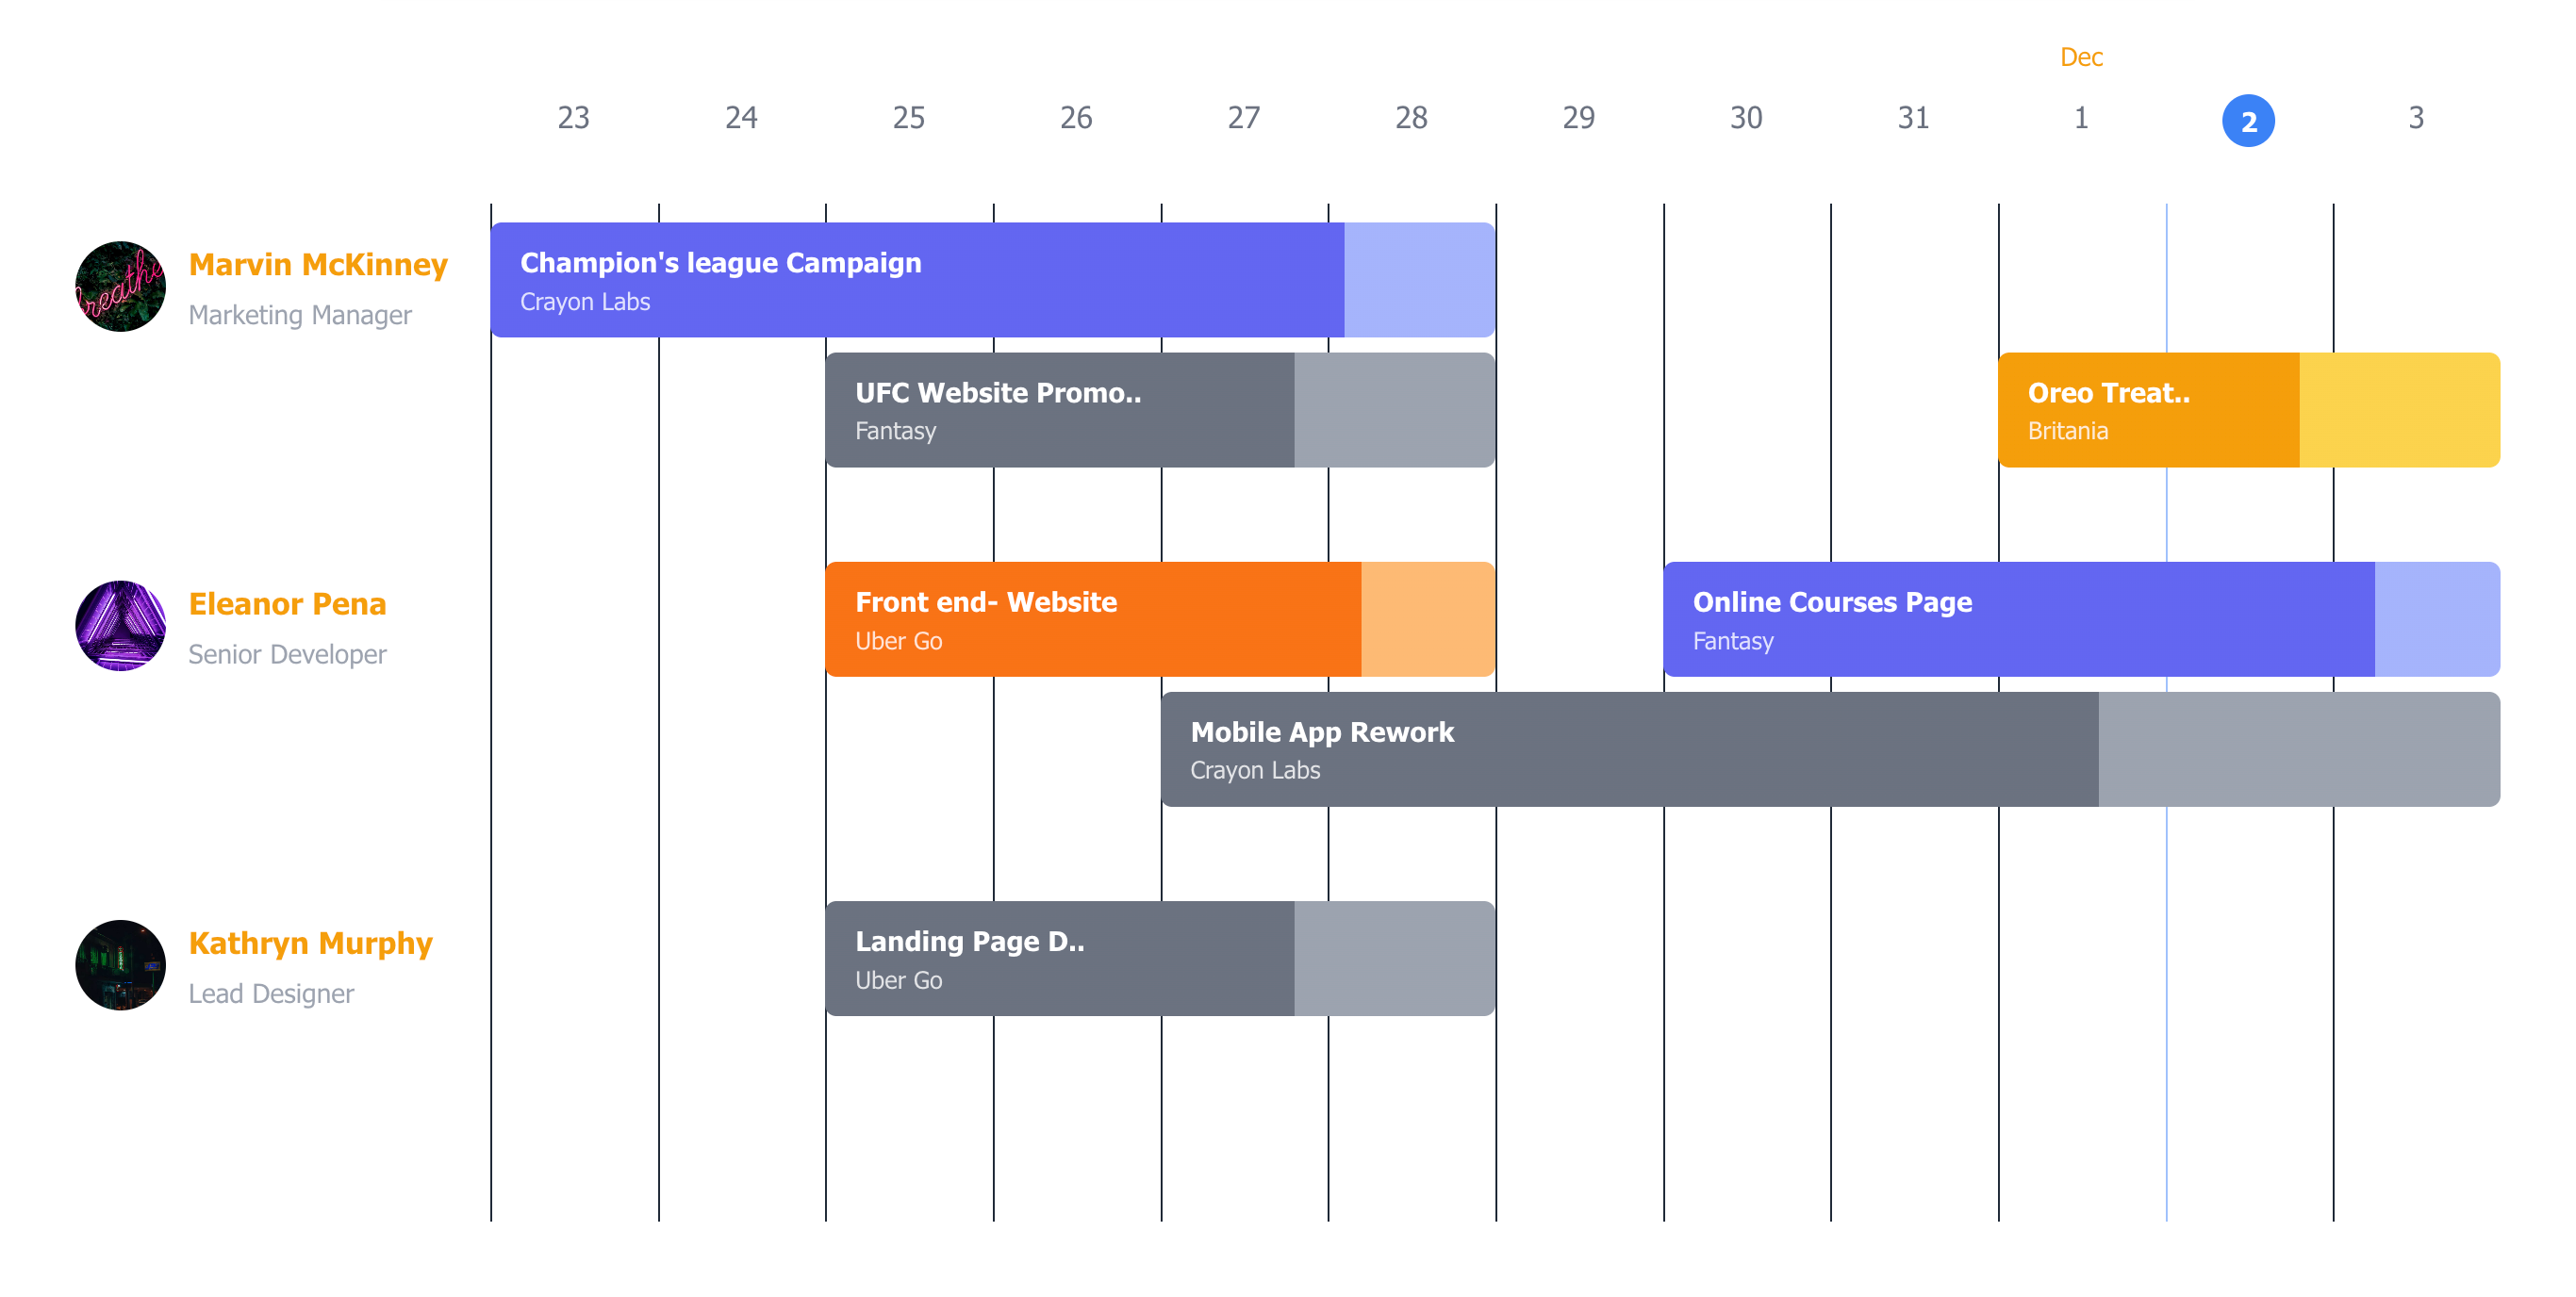 Dec
23 24 25 26 27 28 29 30 31 1 2 3
Marvin McKinney
Marketing Manager
Champion's league Campaign
Crayon Labs
UFC Website Promo..
Fantasy
Oreo Treat..
Britania
Eleanor Pena
Senior Developer
Front end- Website
Uber Go
Online Courses Page
Fantasy
Mobile App Rework
Crayon Labs
Kathryn Murphy
Lead Designer
Landing Page D..
Uber Go
breathe